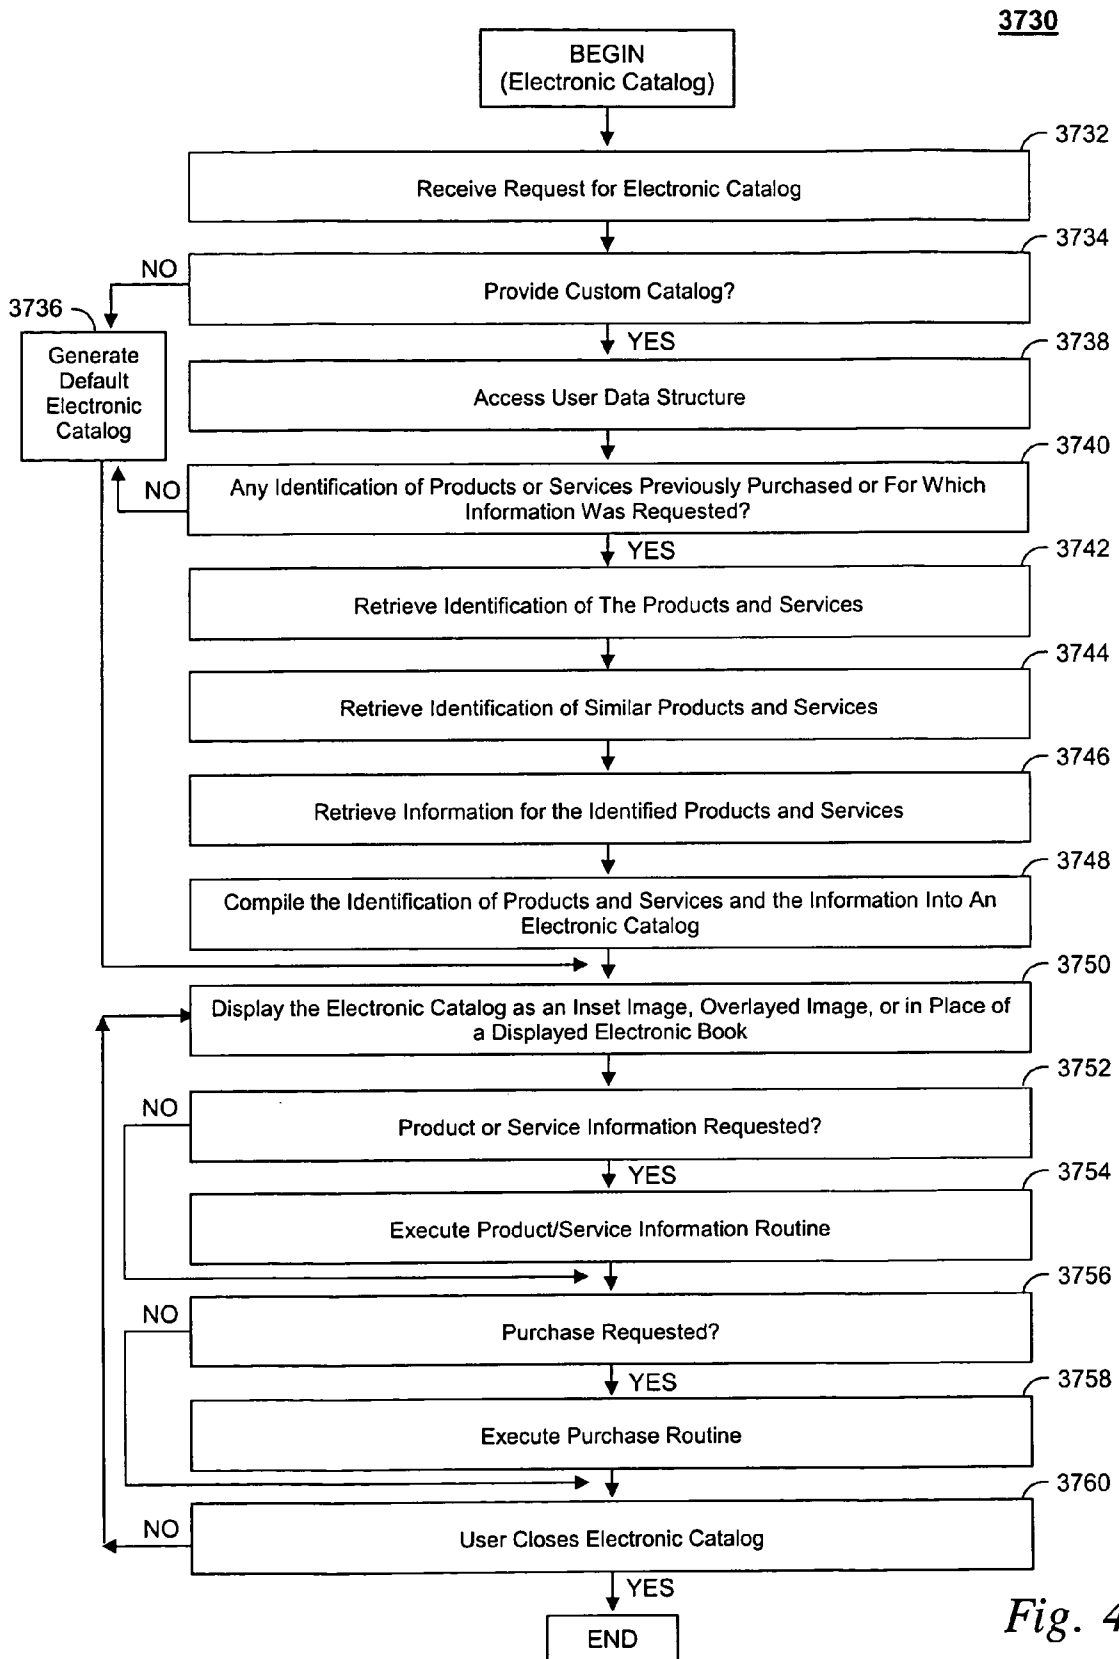 3730
BEGIN
(Electronic Catalog)
3732
Receive Request for Electronic Catalog
3734
NO
Provide Custom Catalog?
3736
YES
3738
Generate
Default
Electronic
Catalog
Access User Data Structure
3740
NO
Any Identification of Products or Services Previously Purchased or For Which
Information Was Requested?
YES
3742
Retrieve Identification of The Products and Services
3744
Retrieve Identification of Similar Products and Services
3746
Retrieve Information for the Identified Products and Services
3748
Compile the Identification of Products and Services and the Information Into An
Electronic Catalog
3750
Display the Electronic Catalog as an Inset Image, Overlayed Image, or in Place of
a Displayed Electronic Book
3752
NO
Product or Service Information Requested?
YES
3754
Execute Product/Service Information Routine
3756
NO
Purchase Requested?
YES
3758
Execute Purchase Routine
3760
NO
User Closes Electronic Catalog
YES
END
Fig. 4